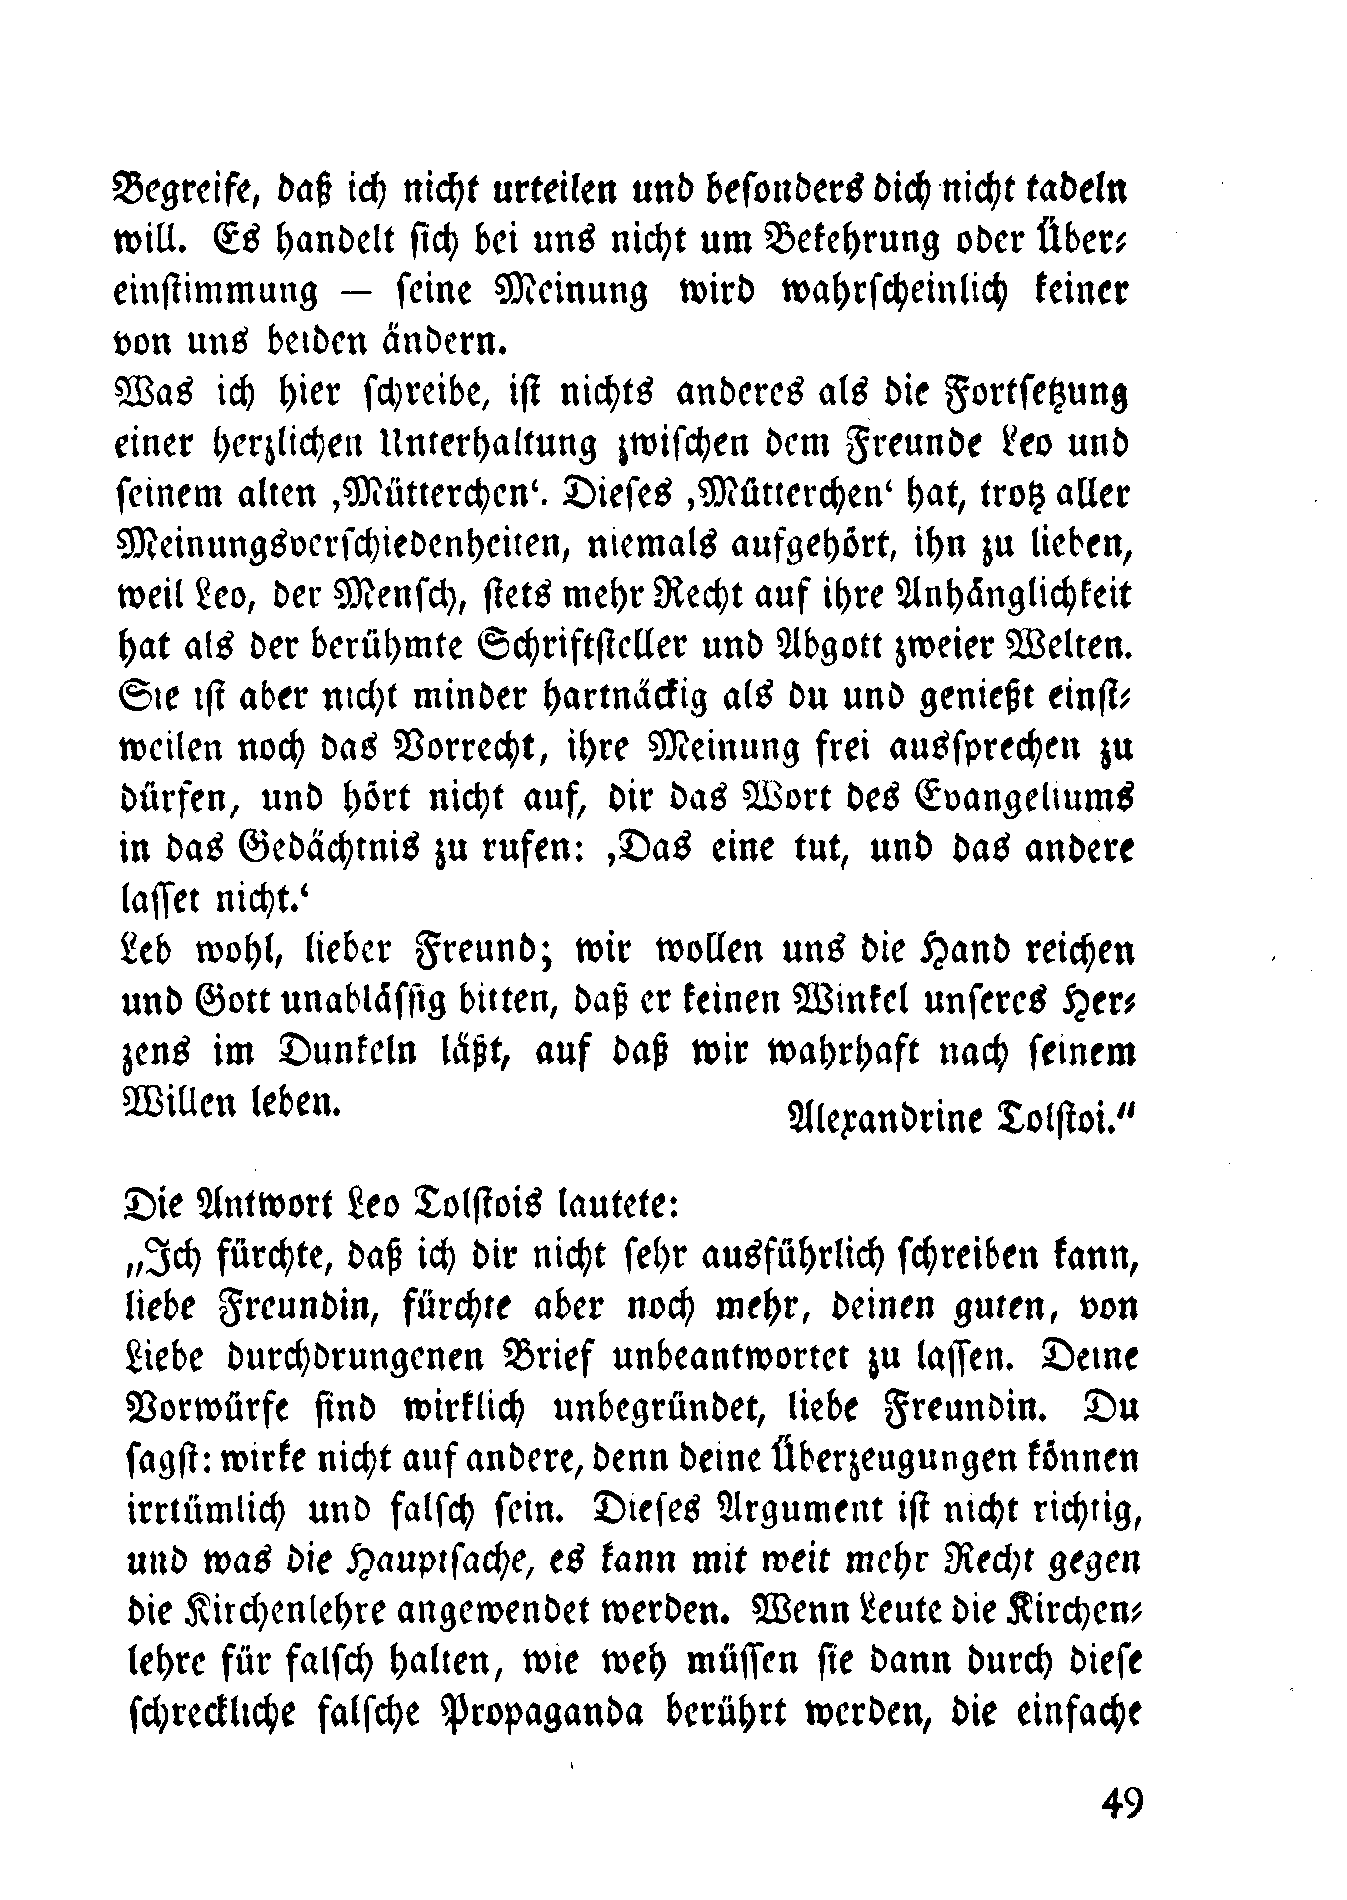 Begreife, daß ich nicht urteilen und besonders dich nicht tadeln
will. Es handelt sich bei uns nicht um Bekehrung oder Über-
einstimmung — seine Meinung wird wahrscheinlich keiner
von uns beiden ändern.
Was ich hier schreibe, ist nichts anderes als die Fortsetzung
einer herzlichen Unterhaltung zwischen dem Freunde Leo und
seinem alten ‚Mütterchen‘. Dieses ‚Mütterchen‘ hat, trotz aller
Meinungsverschiedenheiten, niemals aufgehört, ihn zu lieben,
weil Leo, der Mensch, stets mehr Recht auf ihre Anhänglichkeit
hat als der berühmte Schriftsteller und Abgott zweier Welten.
Sie ist aber nicht minder hartnäckig als du und genießt einst-
weilen noch das Vorrecht, ihre Meinung frei aussprechen zu
dürfen, und hört nicht auf, dir das Wort des Evangeliums
in das Gedächtnis zu rufen: ‚Das eine tut, und das andere
lasset nicht.‘
Leb wohl, lieber Freund; wir wollen uns die Hand reichen
und Gott unablässig bitten, daß er keinen Winkel unseres Her-
zens im Dunkeln läßt, auf daß wir wahrhaft nach seinem
Willen leben.
Alexandrine Tolstoi.“
Die Antwort Leo Tolstois lautete:
„Ich fürchte, daß ich dir nicht sehr ausführlich schreiben kann,
liebe Freundin, fürchte aber noch mehr, deinen guten, von
Liebe durchdrungenen Brief unbeantwortet zu lassen. Deine
Vorwürfe sind wirklich unbegründet, liebe Freundin. Du
sagst: wirke nicht auf andere, denn deine Überzeugungen können
irrtümlich und falsch sein. Dieses Argument ist nicht richtig,
und was die Hauptsache, es kann mit weit mehr Recht gegen
die Kirchenlehre angewendet werden. Wenn Leute die Kirchen-
lehre für falsch halten, wie weh müssen sie dann durch diese
schreckliche falsche Propaganda berührt werden, die einfache
49